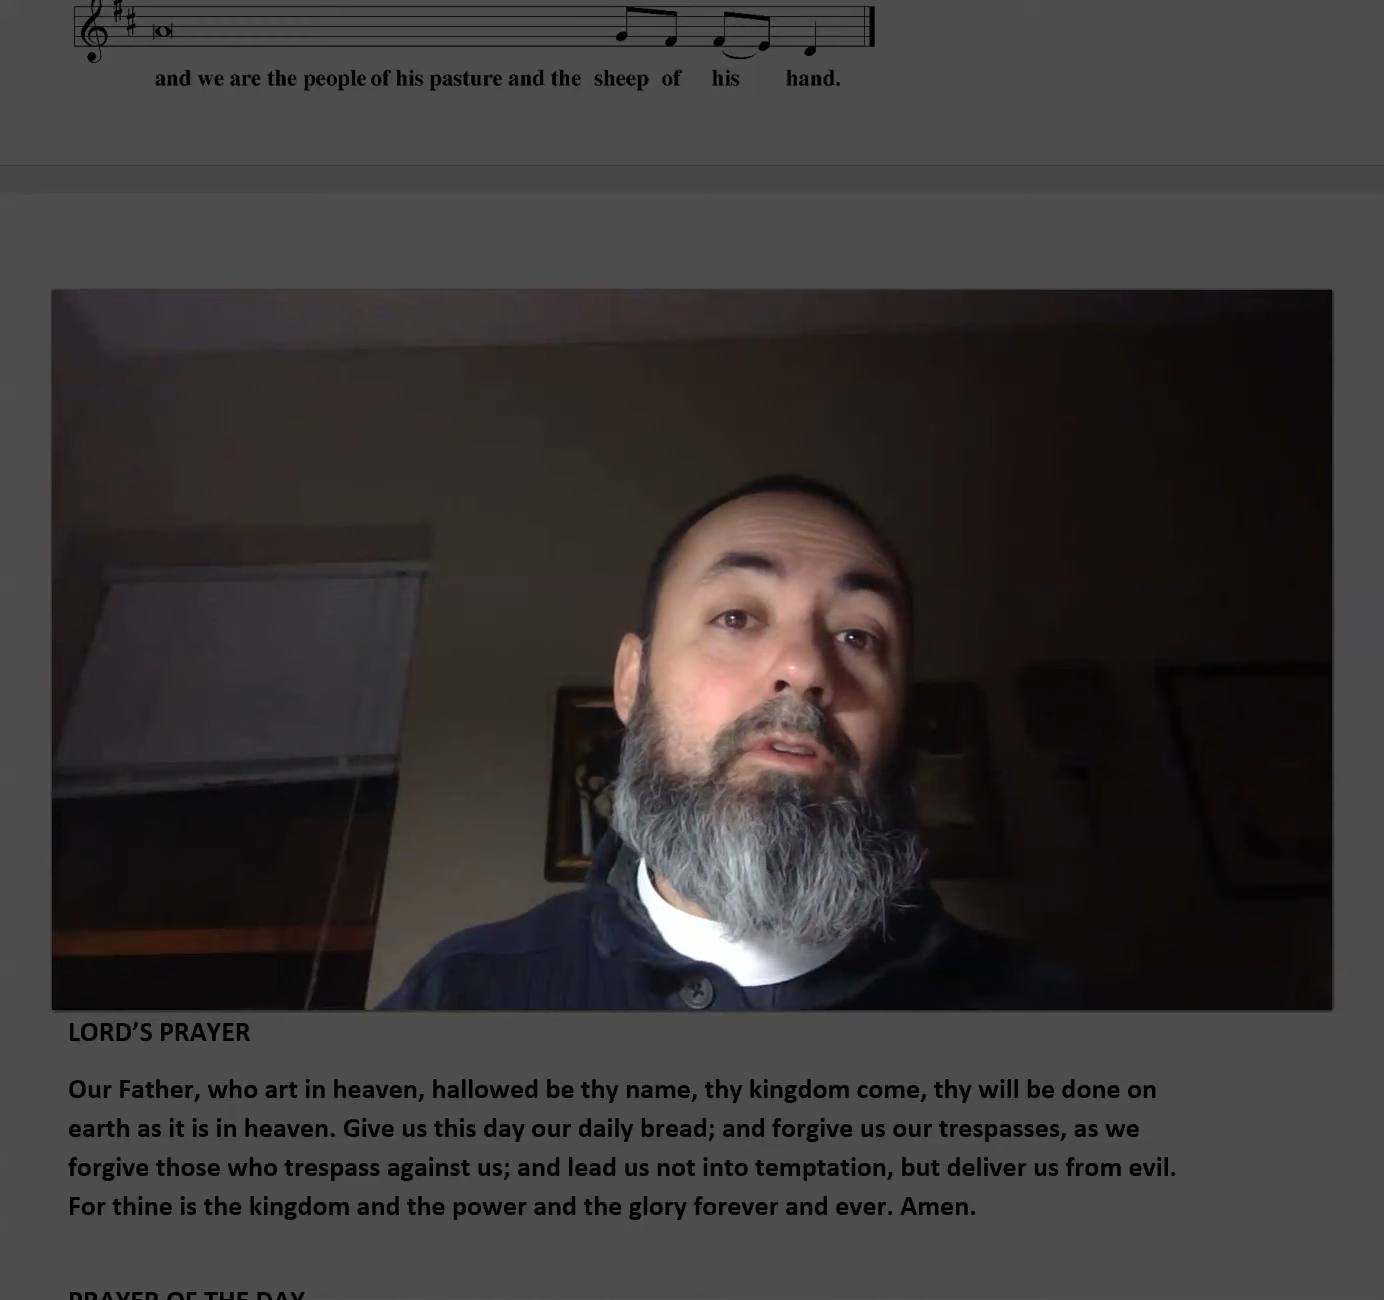 and we are the people of his pasture and the sheep of his hand.
LORD’S PRAYER
Our Father, who art in heaven, hallowed be thy name, thy kingdom come, thy will be done on
earth as it is in heaven. Give us this day our daily bread; and forgive us our trespasses, as we
forgive those who trespass against us; and lead us not into temptation, but deliver us from evil.
For thine is the kingdom and the power and the glory forever and ever. Amen.
PRAYER OF THE DAY